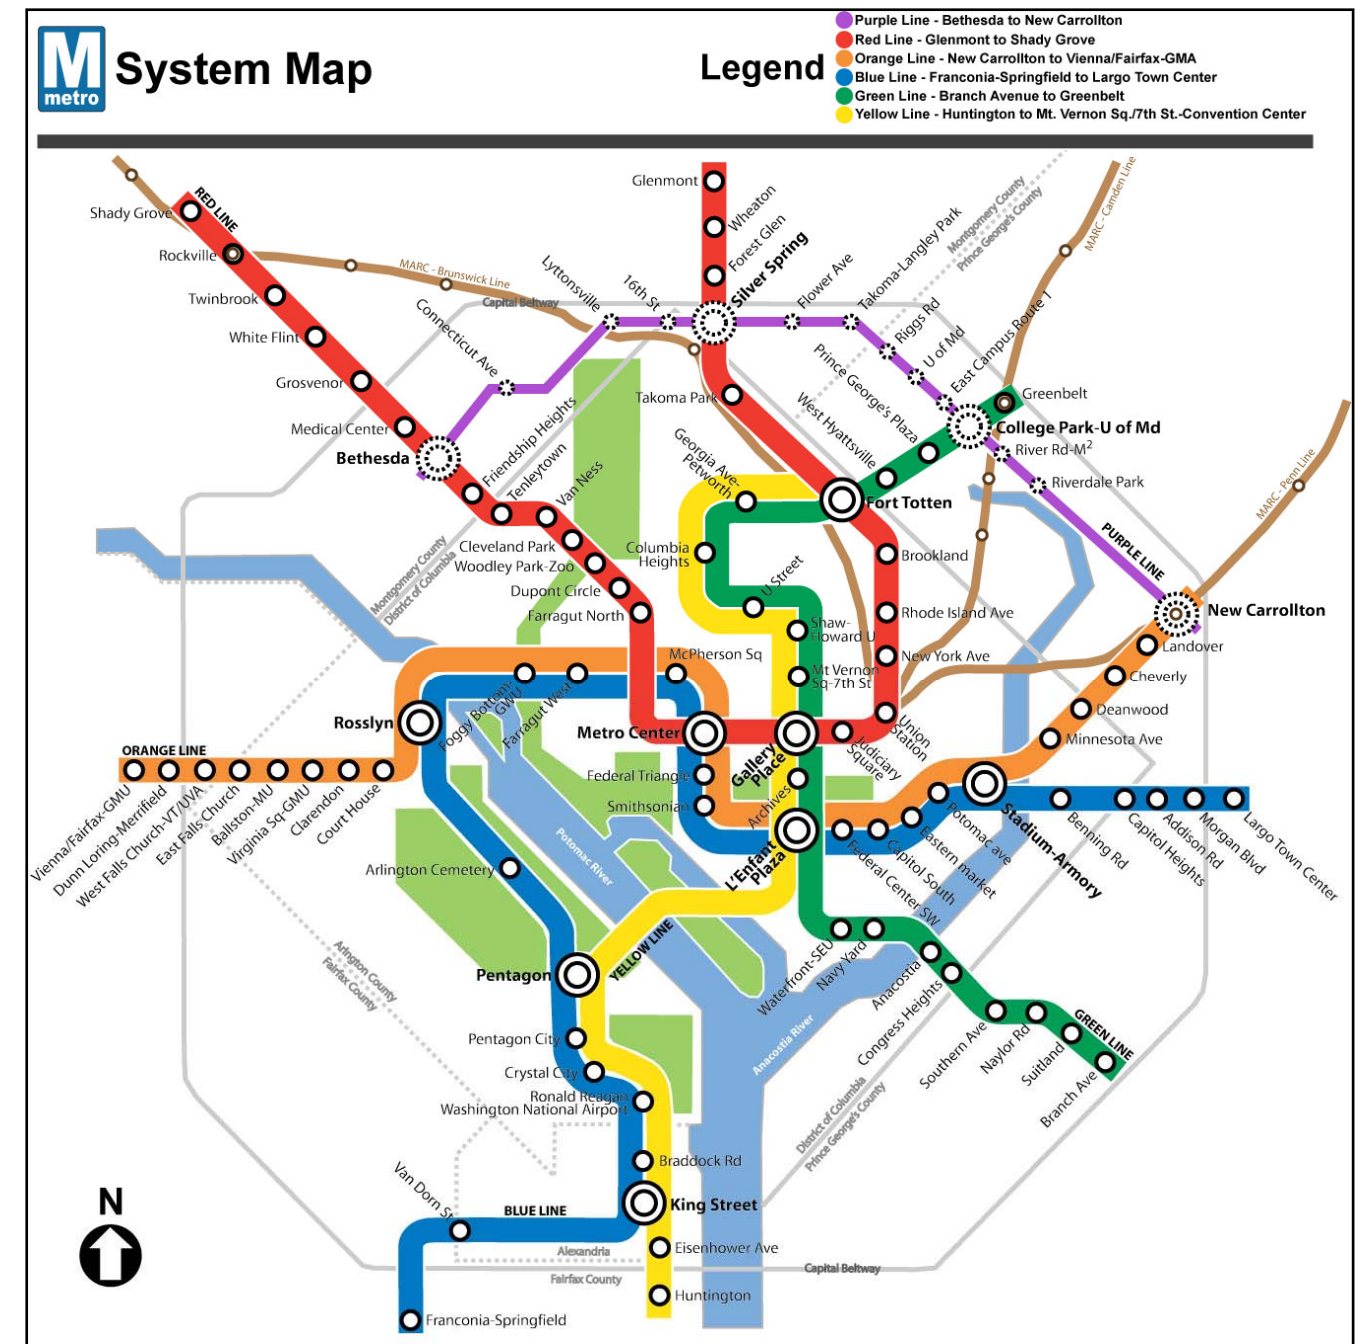 M
metro
System Map
Legend
Purple Line - Bethesda to New Carrollton
Red Line - Glenmont to Shady Grove
Orange Line - New Carrollton to Vienna/Fairfax-GMA
Blue Line - Franconia-Springfield to Largo Town Center
Green Line - Branch Avenue to Greenbelt
Yellow Line - Huntington to Mt. Vernon Sq./7th St.-Convention Center
Shady Grove
RED LINE
Rockville
Twinbrook
White Flint
Grosvenor
Medical Center
Bethesda
MARC - Brunswick Line
Capital Beltway
Connecticut Ave
Lyttonsville
16th St
Glenmont
Wheaton
Forest Glen
Silver Spring
Flower Ave
Takoma-Langley Park
Riggs Rd
U of Md
East Campus Route 1
Montgomery County
Prince George's County
MARC - Camden Line
Greenbelt
College Park-U of Md
River Rd-M²
Riverdale Park
PURPLE LINE
MARC - Penn Line
New Carrollton
Takoma Park
Prince George's Plaza
West Hyattsville
Fort Totten
Georgia Ave-
Petworth
Columbia
Heights
U Street
Shaw-
Howard U
Mt Vernon
Sq-7th St
Brookland
Rhode Island Ave
New York Ave
Union
Station
Judiciary
Square
Friendship Heights
Tenleytown
Van Ness
Cleveland Park
Woodley Park-Zoo
Dupont Circle
Farragut North
Montgomery County
District of Columbia
McPherson Sq
Farragut West
Foggy Bottom-
GWU
Rosslyn
Metro Center
Gallery
Place
Federal Triangle
Smithsonian
Archives
L'Enfant
Plaza
Landover
Cheverly
Deanwood
Minnesota Ave
Stadium-Armory
Potomac ave
Eastern market
Capitol South
Federal Center SW
Benning Rd
Capitol Heights
Addison Rd
Morgan Blvd
Largo Town Center
ORANGE LINE
Vienna/Fairfax-GMU
Dunn Loring-Merrifield
West Falls Church-VT/UVA
East Falls Church
Ballston-MU
Virginia Sq-GMU
Clarendon
Court House
Arlington Cemetery
Potomac River
Pentagon
YELLOW LINE
Arlington County
Fairfax County
Pentagon City
Crystal City
Ronald Reagan
Washington National Airport
Braddock Rd
King Street
Eisenhower Ave
Huntington
Van Dorn St
BLUE LINE
Franconia-Springfield
Alexandria
Fairfax County
Capital Beltway
Waterfront-SEU
Navy Yard
Anacostia
Congress Heights
Southern Ave
Naylor Rd
Suitland
Branch Ave
GREEN LINE
Anacostia River
District of Columbia
Prince George's County
N